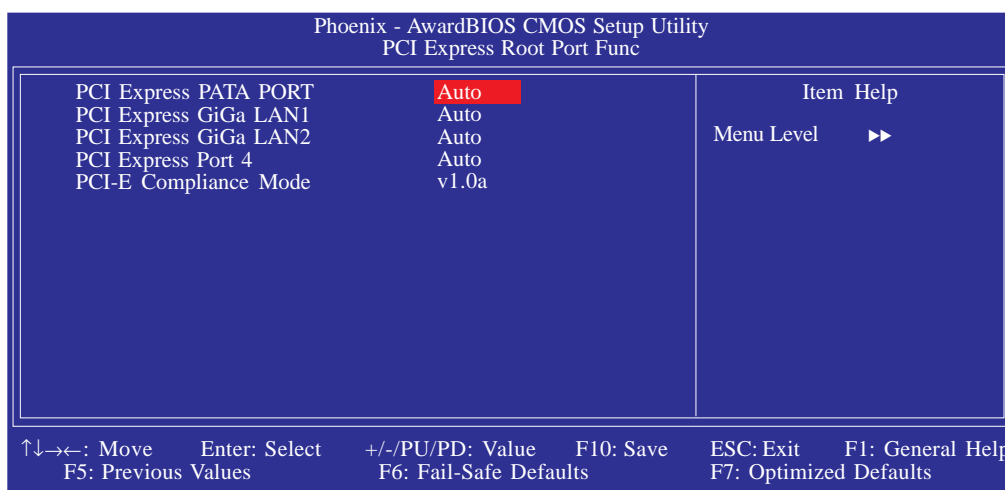 Phoenix - AwardBIOS CMOS Setup Utility
PCI Express Root Port Func
PCI Express PATA PORT Auto
PCI Express GiGa LAN1 Auto
PCI Express GiGa LAN2 Auto
PCI Express Port 4 Auto
PCI-E Compliance Mode v1.0a
Item Help
Menu Level ▶▶
↑↓→←: Move Enter: Select +/-/PU/PD: Value F10: Save ESC: Exit F1: General Help
F5: Previous Values F6: Fail-Safe Defaults F7: Optimized Defaults